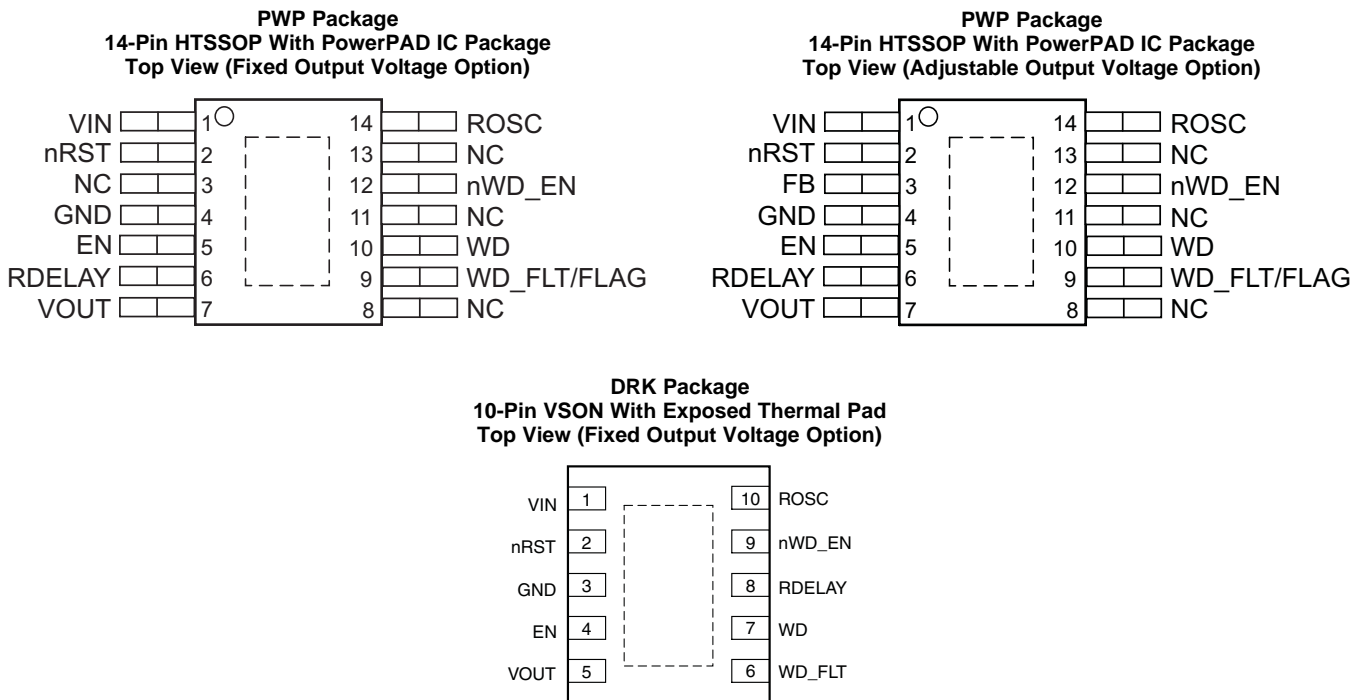 PWP Package
14-Pin HTSSOP With PowerPAD IC Package
Top View (Fixed Output Voltage Option)
VIN 1 14 ROSC
nRST 2 13 NC
NC 3 12 nWD_EN
GND 4 11 NC
EN 5 10 WD
RDELAY 6 9 WD_FLT/FLAG
VOUT 7 8 NC
PWP Package
14-Pin HTSSOP With PowerPAD IC Package
Top View (Adjustable Output Voltage Option)
VIN 1 14 ROSC
nRST 2 13 NC
FB 3 12 nWD_EN
GND 4 11 NC
EN 5 10 WD
RDELAY 6 9 WD_FLT/FLAG
VOUT 7 8 NC
DRK Package
10-Pin VSON With Exposed Thermal Pad
Top View (Fixed Output Voltage Option)
VIN 1 10 ROSC
nRST 2 9 nWD_EN
GND 3 8 RDELAY
EN 4 7 WD
VOUT 5 6 WD_FLT